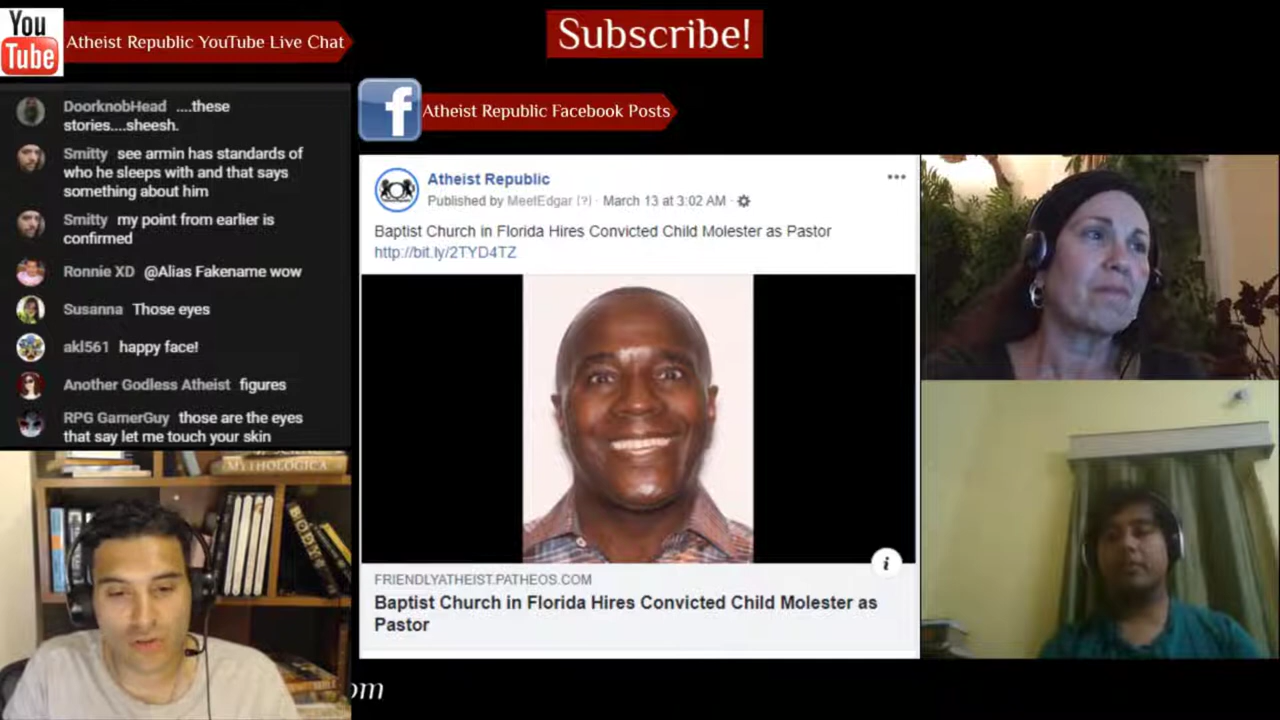 You
Tube
Atheist Republic YouTube Live Chat
Subscribe!
DoorknobHead ....these
stories....sheesh.
Smitty see armin has standards of
who he sleeps with and that says
something about him
Smitty my point from earlier is
confirmed
Ronnie XD @Alias Fakename wow
Susanna Those eyes
akl561 happy face!
Another Godless Atheist figures
RPG GamerGuy those are the eyes
that say let me touch your skin
f
Atheist Republic Facebook Posts
Atheist Republic
Published by MeetEdgar [?] · March 13 at 3:02 AM ·
Baptist Church in Florida Hires Convicted Child Molester as Pastor
http://bit.ly/2TYD4TZ
i
FRIENDLYATHEIST.PATHEOS.COM
Baptist Church in Florida Hires Convicted Child Molester as
Pastor
MYTHOLOGICA
BODY
om